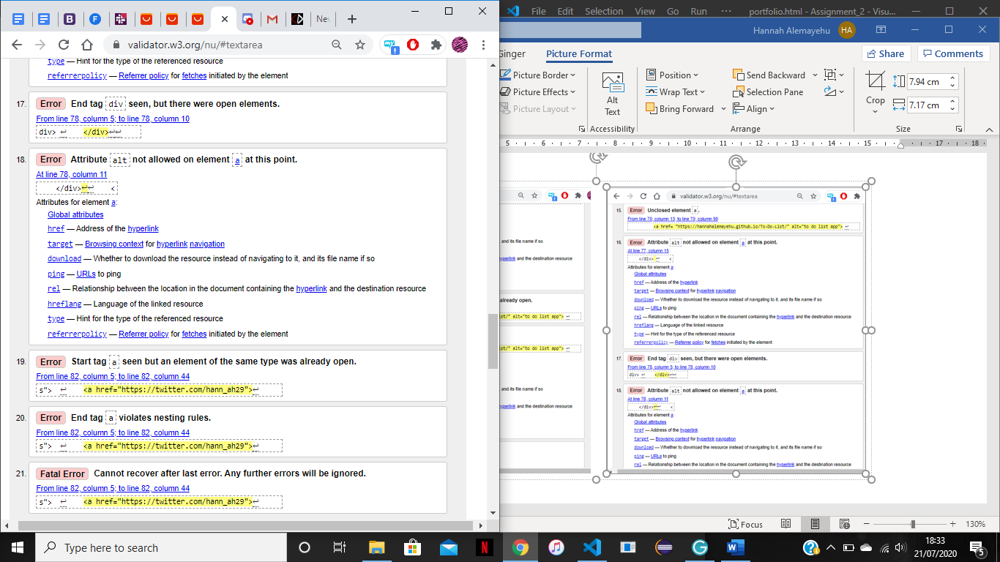 New
File Edit Selection View Go Run ··· portfolio.html - Assignment_2 - Visu...
validator.w3.org/nu/#textarea
Hannah Alemayehu HA
Ginger Picture Format Share Comments
Picture Border
Picture Effects
Picture Layout
Alt
Text
Accessibility
Position
Wrap Text
Bring Forward
Send Backward
Selection Pane
Align
Arrange
Crop
7.94 cm
7.17 cm
Size
5 6 7 8 9 10 11 12 13 14 15 16 17 18
type — Hint for the type of the referenced resource
referrerpolicy — Referrer policy for fetches initiated by the element
17. Error End tag div seen, but there were open elements.
From line 78, column 5; to line 78, column 10
div> ↩ </div>↩↩
18. Error Attribute alt not allowed on element a at this point.
At line 78, column 11
</div>↩↩ <
Attributes for element a:
Global attributes
href — Address of the hyperlink
target — Browsing context for hyperlink navigation
download — Whether to download the resource instead of navigating to it, and its file name if so
ping — URLs to ping
rel — Relationship between the location in the document containing the hyperlink and the destination resource
hreflang — Language of the linked resource
type — Hint for the type of the referenced resource
referrerpolicy — Referrer policy for fetches initiated by the element
19. Error Start tag a seen but an element of the same type was already open.
From line 82, column 5; to line 82, column 44
s"> ↩ <a href="https://twitter.com/hann_ah29">↩
20. Error End tag a violates nesting rules.
From line 82, column 5; to line 82, column 44
s"> ↩ <a href="https://twitter.com/hann_ah29">↩
21. Fatal Error Cannot recover after last error. Any further errors will be ignored.
From line 82, column 5; to line 82, column 44
s"> ↩ <a href="https://twitter.com/hann_ah29">↩
and its file name if so
hyperlink and the destination resource
already open.
ist/" alt="to do list app"> ↩
ist/" alt="to do list app"> ↩
and its file name if so
hyperlink and the destination resource
validator.w3.org/nu/#textarea
15. Error Unclosed element a.
From line 70, column 13; to line 70, column 90
<a href= "https://hannahalemayehu.github.io/To-Do-List/" alt="to do list app"> ↩
16. Error Attribute alt not allowed on element a at this point.
At line 77, column 15
</div> ↩ <
Attributes for element a:
Global attributes
href — Address of the hyperlink
target — Browsing context for hyperlink navigation
download — Whether to download the resource instead of navigating to it, and its file name if so
ping — URLs to ping
rel — Relationship between the location in the document containing the hyperlink and the destination resource
hreflang — Language of the linked resource
type — Hint for the type of the referenced resource
referrerpolicy — Referrer policy for fetches initiated by the element
17. Error End tag div seen, but there were open elements.
From line 78, column 5; to line 78, column 10
div> ↩ </div>↩↩
18. Error Attribute alt not allowed on element a at this point.
At line 78, column 11
</div>↩↩ <
Attributes for element a:
Global attributes
href — Address of the hyperlink
target — Browsing context for hyperlink navigation
download — Whether to download the resource instead of navigating to it, and its file name if so
ping — URLs to ping
rel — Relationship between the location in the document containing the hyperlink and the destination resource
Focus 130%
Type here to search
18:33
21/07/2020
5